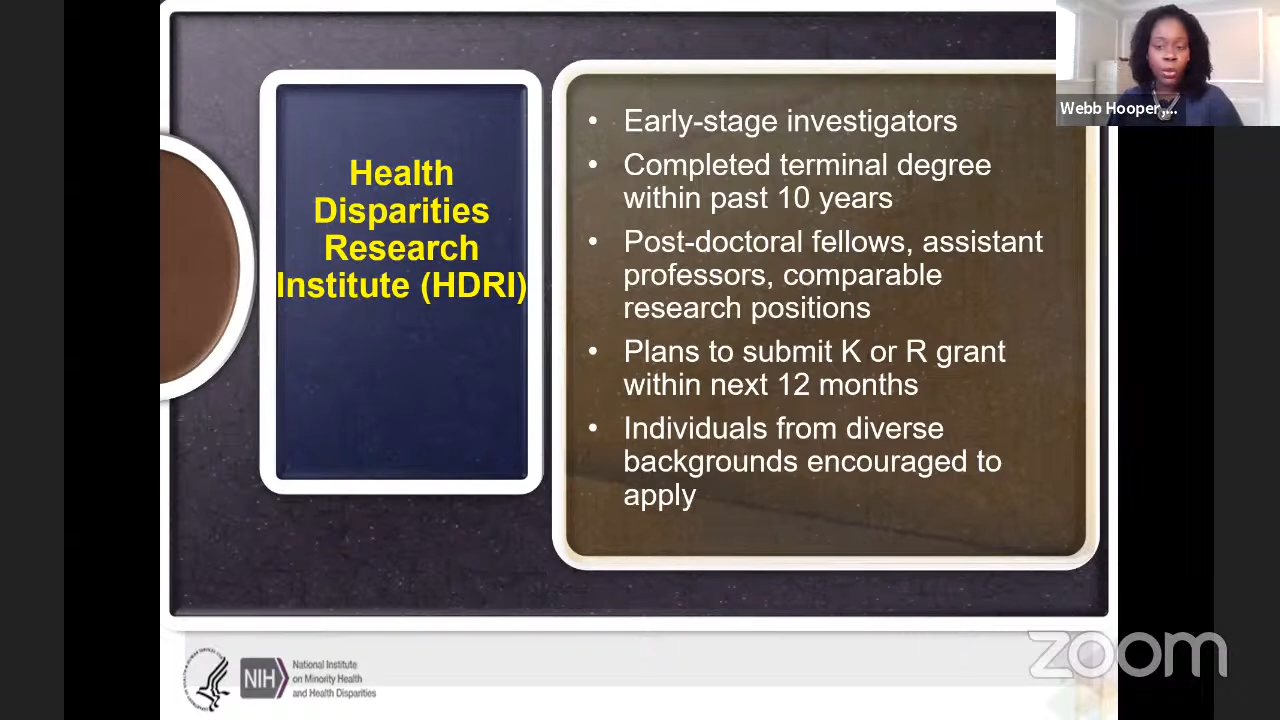 Webb Hooper,...
Health
Disparities
Research
Institute (HDRI)
• Early-stage investigators
• Completed terminal degree
within past 10 years
• Post-doctoral fellows, assistant
professors, comparable
research positions
• Plans to submit K or R grant
within next 12 months
• Individuals from diverse
backgrounds encouraged to
apply
NIH
National Institute
on Minority Health
and Health Disparities
zoom